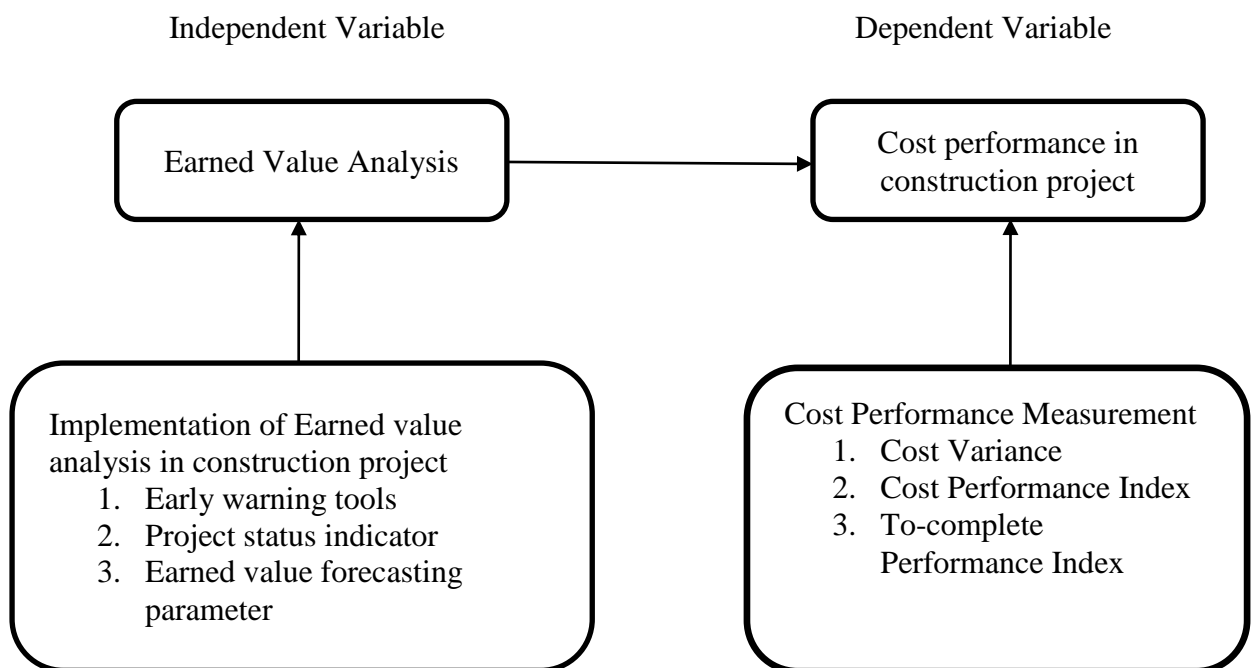 Independent Variable
Dependent Variable
Earned Value Analysis
Cost performance in
construction project
Implementation of Earned value
analysis in construction project
1. Early warning tools
2. Project status indicator
3. Earned value forecasting
parameter
Cost Performance Measurement
1. Cost Variance
2. Cost Performance Index
3. To-complete
Performance Index